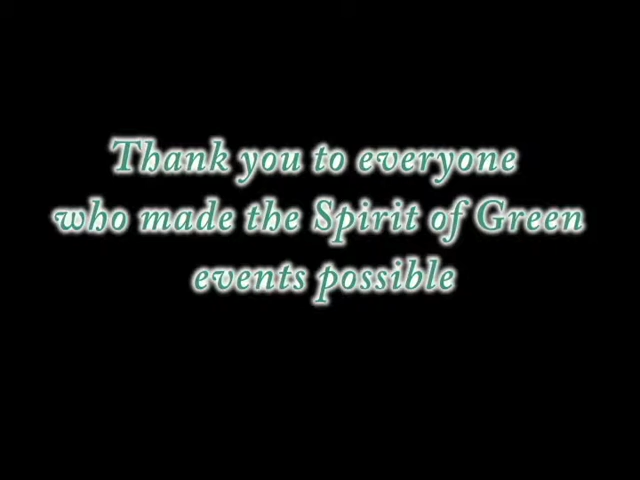 Thank you to everyone
who made the Spirit of Green
events possible